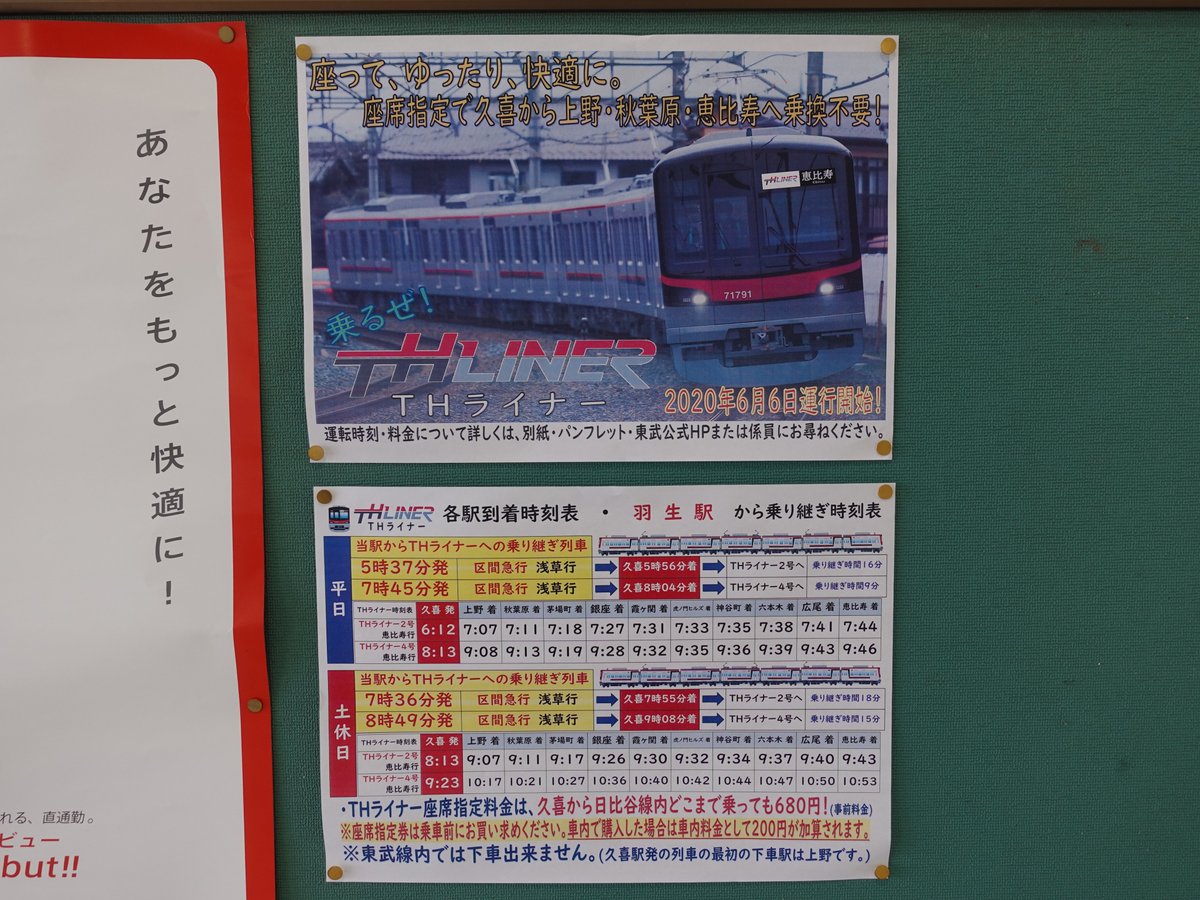 あなたをもっと快適に!
れる、直通勤。
ビュー
but!!
座って、ゆったり、快適に。
座席指定で久喜から上野・秋葉原・恵比寿へ乗換不要!
THLINER 恵比寿
71791
乗るぜ!
THLINER
THライナー
2020年6月6日運行開始!
運転時刻・料金について詳しくは、別紙・パンフレット・東武公式HPまたは係員にお尋ねください。
THLINER THライナー 各駅到着時刻表 ・ 羽生駅 から乗り継ぎ時刻表
平日
当駅からTHライナーへの乗り継ぎ列車
5時37分発 区間急行 浅草行 久喜5時56分着 THライナー2号へ 乗り継ぎ時間16分
7時45分発 区間急行 浅草行 久喜8時04分着 THライナー4号へ 乗り継ぎ時間9分
THライナー時刻表 久喜 発 上野 着 秋葉原 着 茅場町 着 銀座 着 霞ヶ関 着 虎ノ門ヒルズ 着 神谷町 着 六本木 着 広尾 着 恵比寿 着
THライナー2号 恵比寿行 6:12 7:07 7:11 7:18 7:27 7:31 7:33 7:35 7:38 7:41 7:44
THライナー4号 恵比寿行 8:13 9:08 9:13 9:19 9:28 9:32 9:35 9:36 9:39 9:43 9:46
土休日
当駅からTHライナーへの乗り継ぎ列車
7時36分発 区間急行 浅草行 久喜7時55分着 THライナー2号へ 乗り継ぎ時間18分
8時49分発 区間急行 浅草行 久喜9時08分着 THライナー4号へ 乗り継ぎ時間15分
THライナー時刻表 久喜 発 上野 着 秋葉原 着 茅場町 着 銀座 着 霞ヶ関 着 虎ノ門ヒルズ 着 神谷町 着 六本木 着 広尾 着 恵比寿 着
THライナー2号 恵比寿行 8:13 9:07 9:11 9:17 9:26 9:30 9:32 9:34 9:37 9:40 9:43
THライナー4号 恵比寿行 9:23 10:17 10:21 10:27 10:36 10:40 10:42 10:44 10:47 10:50 10:53
・THライナー座席指定料金は、久喜から日比谷線内どこまで乗っても680円!(事前料金)
※座席指定券は乗車前にお買い求めください。車内で購入した場合は車内料金として200円が加算されます。
※東武線内では下車出来ません。(久喜駅発の列車の最初の下車駅は上野です。)